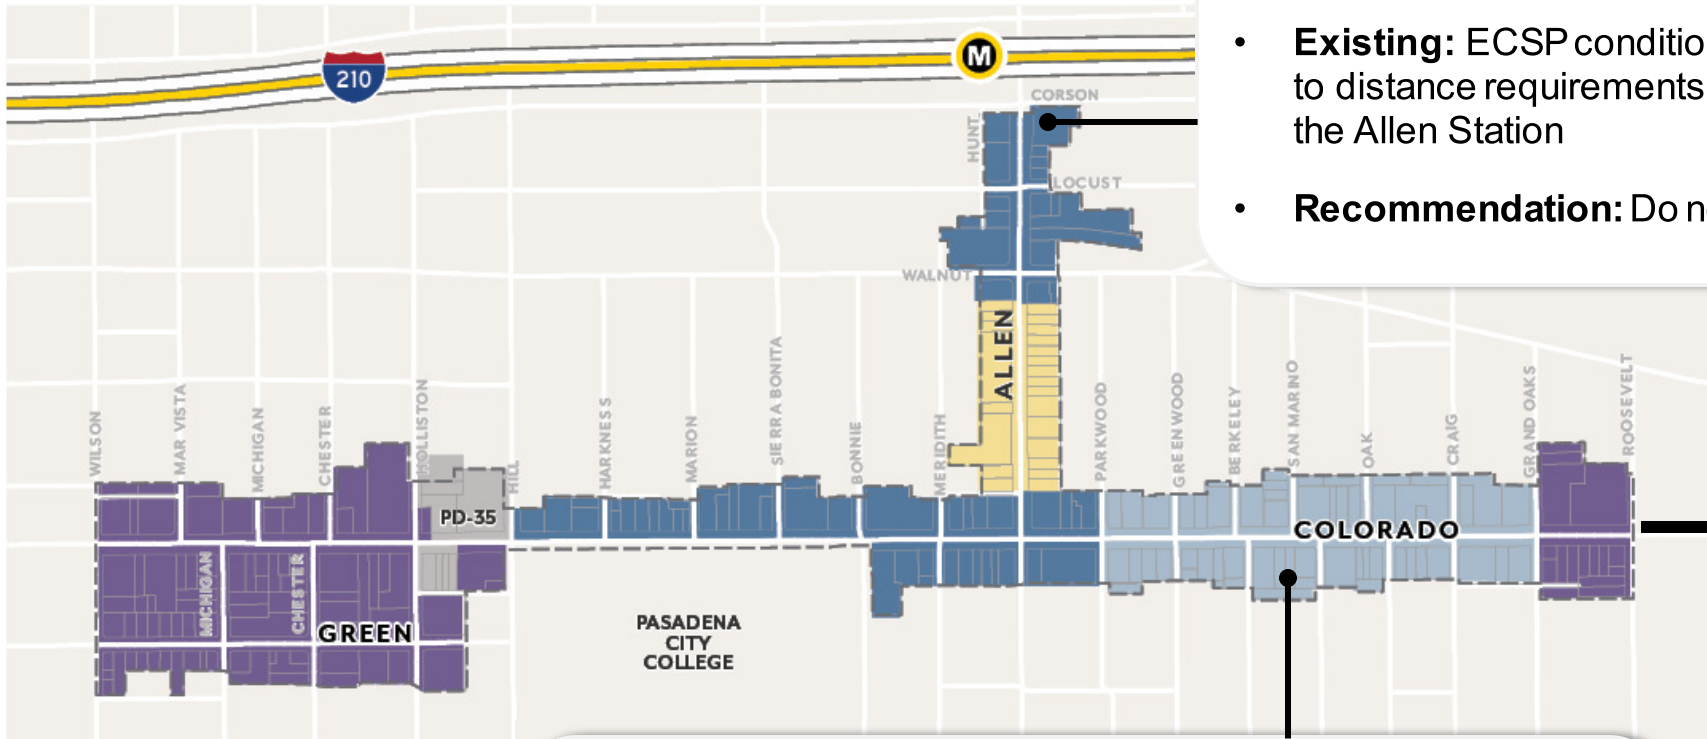 210
M
• Existing: ECSP conditio
to distance requirements
the Allen Station
• Recommendation: Do n
CORSON
HUNT
LOCUST
WALNUT
ALLEN
WILSON
MAR VISTA
MICHIGAN
CHESTER
HOLLISTON
HILL
HARKNESS
MARION
SIERRA BONITA
BONNIE
MERIDITH
PARKWOOD
GREENWOOD
BERKELEY
SAN MARINO
OAK
CRAIG
GRAND OAKS
ROOSEVELT
PD-35
COLORADO
MICHIGAN
CHESTER
GREEN
PASADENA
CITY
COLLEGE